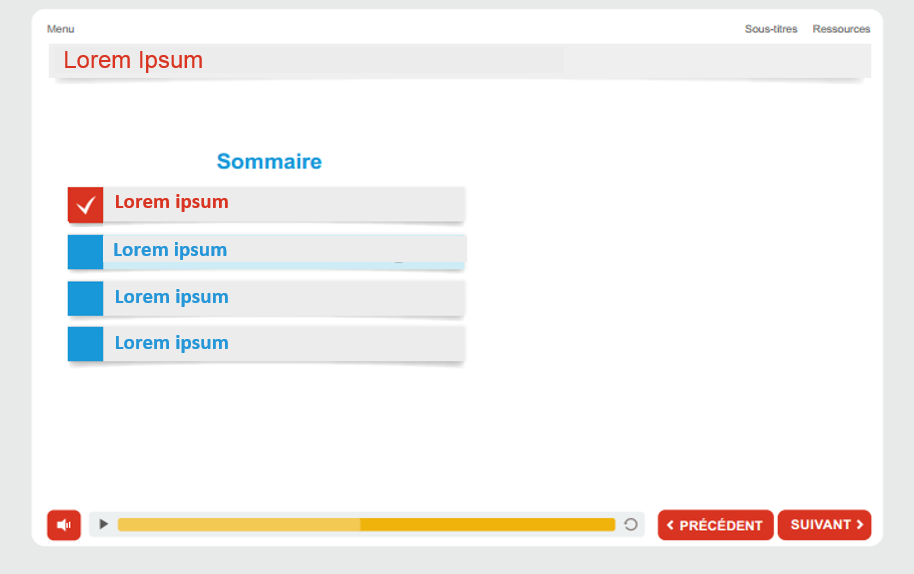 Menu
Sous-titres Ressources
Lorem Ipsum
Sommaire
Lorem ipsum
Lorem ipsum
Lorem ipsum
Lorem ipsum
PRÉCÉDENT
SUIVANT